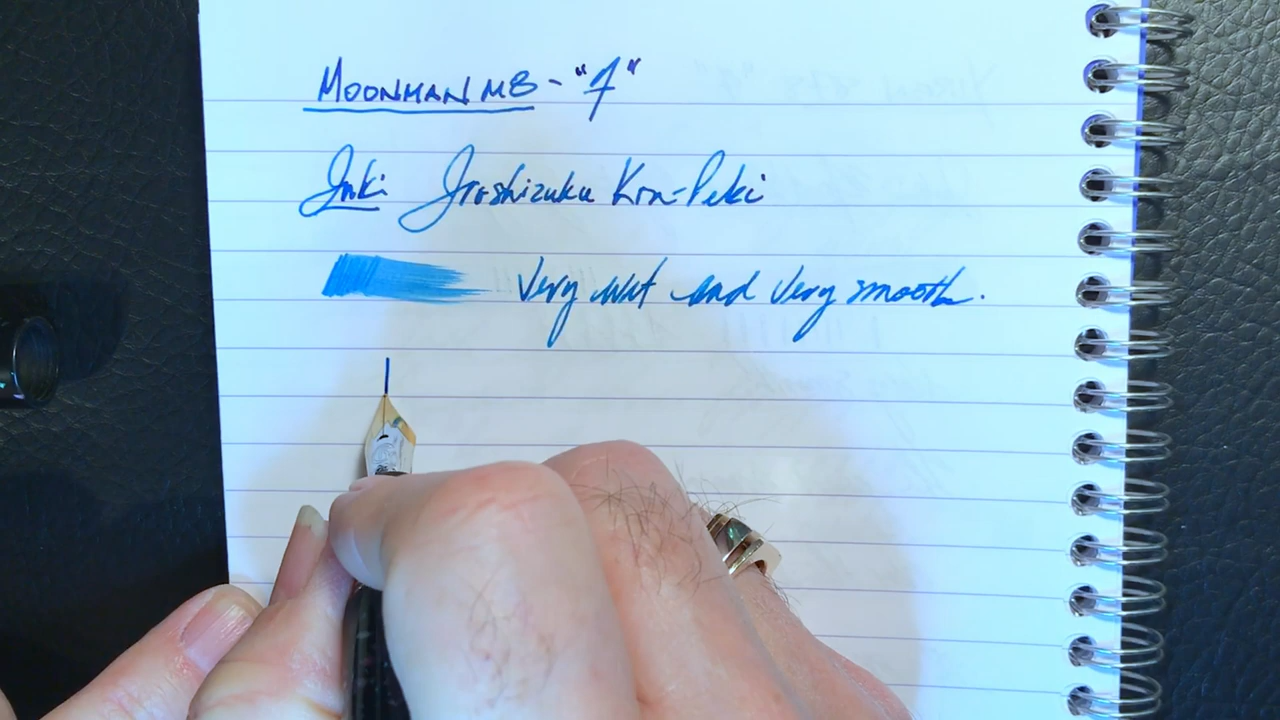 MOONMAN M8 - "f"
Ink: Iroshizuku Kon-Peki
Very wet and very smooth.